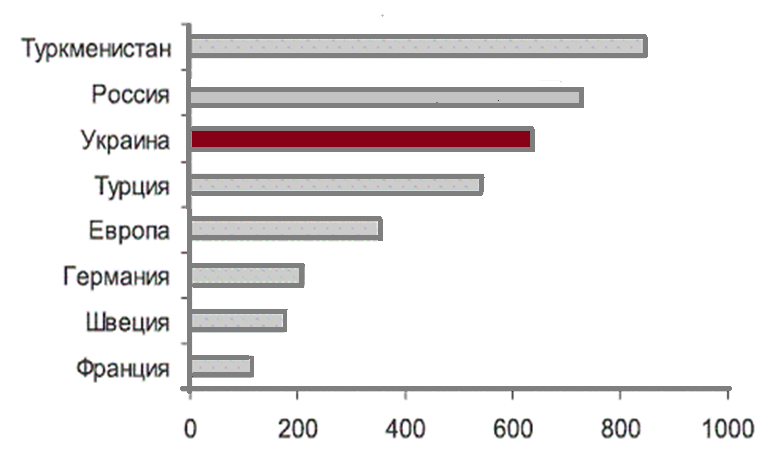 Туркменистан
Россия
Украина
Турция
Европа
Германия
Швеция
Франция
0 200 400 600 800 1000